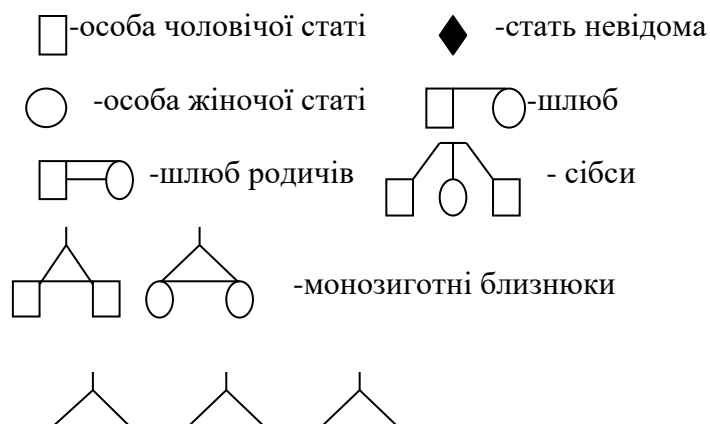 -особа чоловічої статі -стать невідома
-особа жіночої статі -шлюб
-шлюб родичів - сібси
-монозиготні близнюки